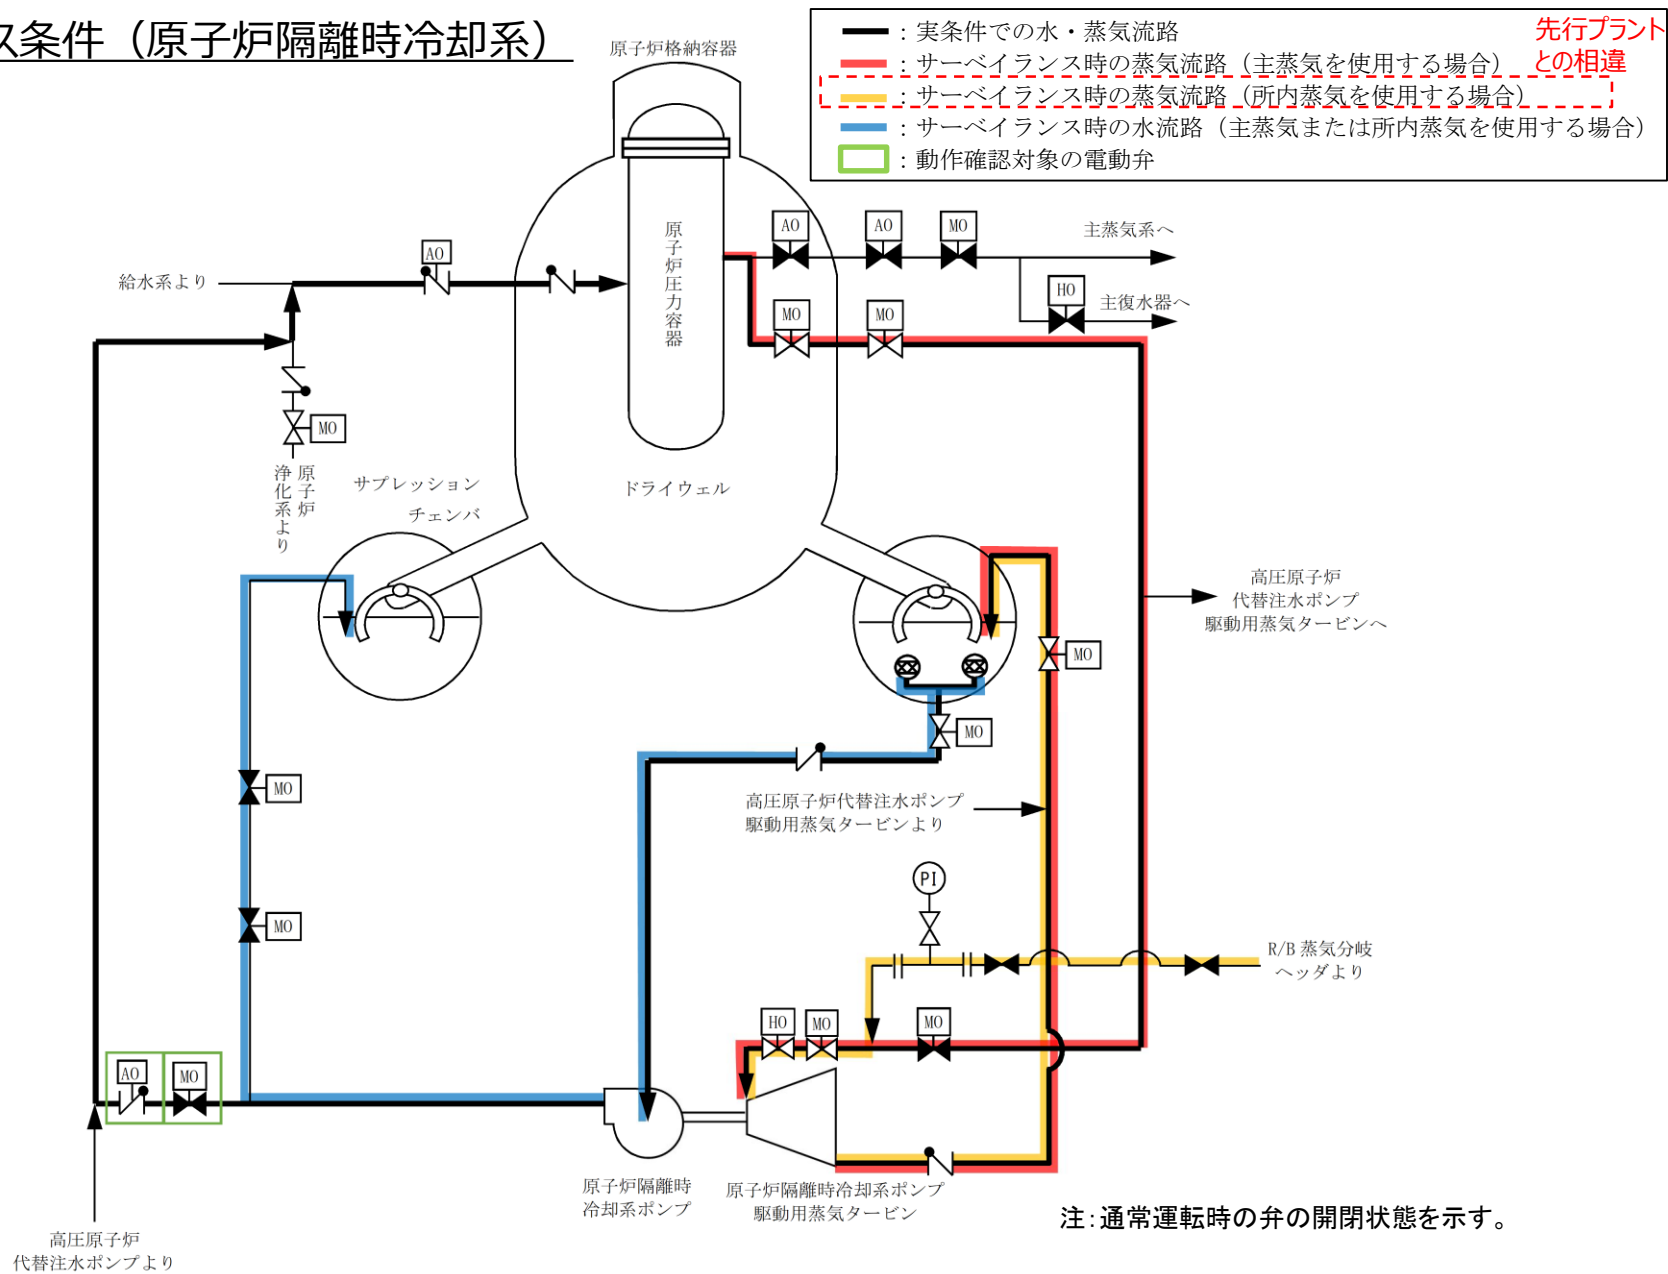 ス条件（原子炉隔離時冷却系）
：実条件での水・蒸気流路
：サーベイランス時の蒸気流路（主蒸気を使用する場合）
：サーベイランス時の蒸気流路（所内蒸気を使用する場合）
：サーベイランス時の水流路（主蒸気または所内蒸気を使用する場合）
：動作確認対象の電動弁
先行プラント
との相違
原子炉格納容器
原子炉圧力容器
AO
AO
MO
主蒸気系へ
HO
主復水器へ
MO
MO
AO
給水系より
MO
原子炉
浄化系より
サプレッション
チェンバ
ドライウェル
高圧原子炉
代替注水ポンプ
駆動用蒸気タービンへ
MO
MO
MO
MO
高圧原子炉代替注水ポンプ
駆動用蒸気タービンより
PI
R/B 蒸気分岐
ヘッダより
HO
MO
MO
AO
MO
原子炉隔離時
冷却系ポンプ
原子炉隔離時冷却系ポンプ
駆動用蒸気タービン
高圧原子炉
代替注水ポンプより
注：通常運転時の弁の開閉状態を示す。